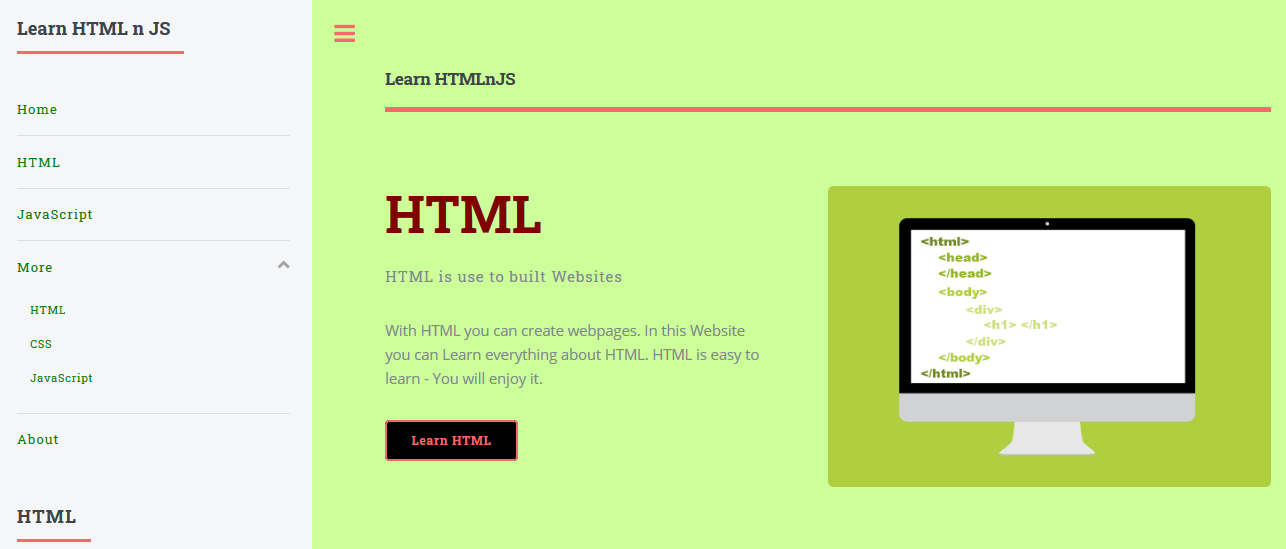 Learn HTML n JS
Home
HTML
JavaScript
More
HTML
CSS
JavaScript
About
HTML
Learn HTMLnJS
HTML
HTML is use to built Websites
With HTML you can create webpages. In this Website
you can Learn everything about HTML. HTML is easy to
learn - You will enjoy it.
Learn HTML
<html>
<head>
</head>
<body>
<div>
<h1> </h1>
</div>
</body>
</html>